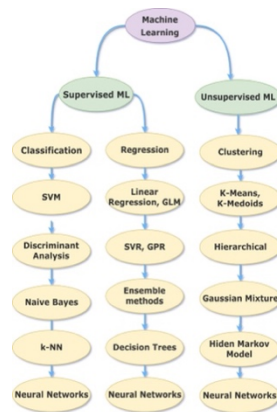 Machine
Learning
Supervised ML
Unsupervised ML
Classification
Regression
Clustering
SVM
Linear
Regression, GLM
K-Means,
K-Medoids
Discriminant
Analysis
SVR, GPR
Hierarchical
Naive Bayes
Ensemble
methods
Gaussian Mixture
k-NN
Decision Trees
Hiden Markov
Model
Neural Networks
Neural Networks
Neural Networks